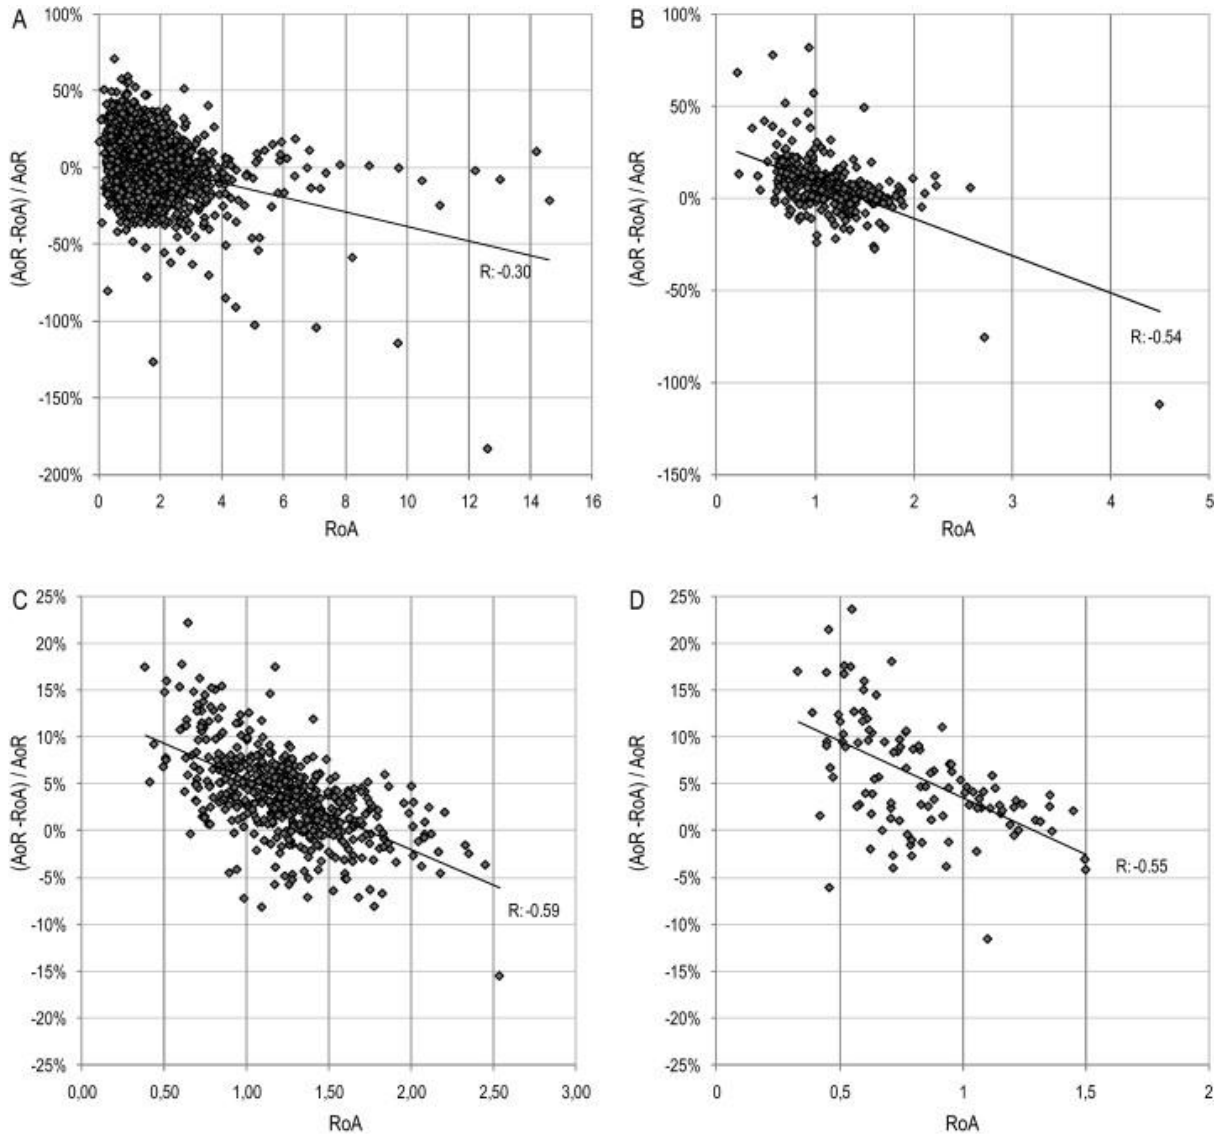 A
100%
50%
0%
-50%
-100%
-150%
-200%
(AoR -RoA) / AoR
R: -0.30
0 2 4 6 8 10 12 14 16
RoA
B
100%
50%
0%
-50%
-100%
-150%
(AoR -RoA) / AoR
R: -0.54
0 1 2 3 4 5
RoA
C
25%
20%
15%
10%
5%
0%
-5%
-10%
-15%
-20%
-25%
(AoR -RoA) / AoR
R: -0.59
0,00 0,50 1,00 1,50 2,00 2,50 3,00
RoA
D
25%
20%
15%
10%
5%
0%
-5%
-10%
-15%
-20%
-25%
(AoR -RoA) / AoR
R: -0.55
0 0,5 1 1,5 2
RoA